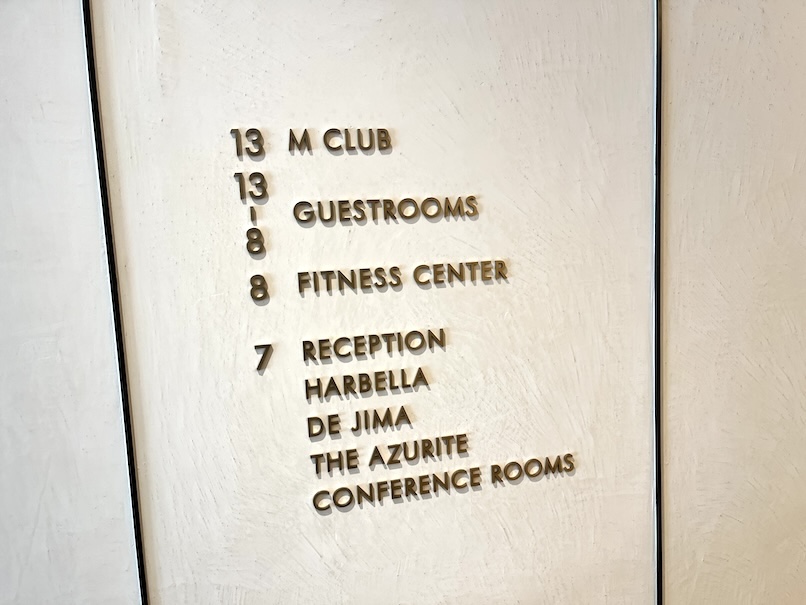 13 M CLUB
13
|
8 GUESTROOMS
8 FITNESS CENTER
7 RECEPTION
HARBELLA
DE JIMA
THE AZURITE
CONFERENCE ROOMS